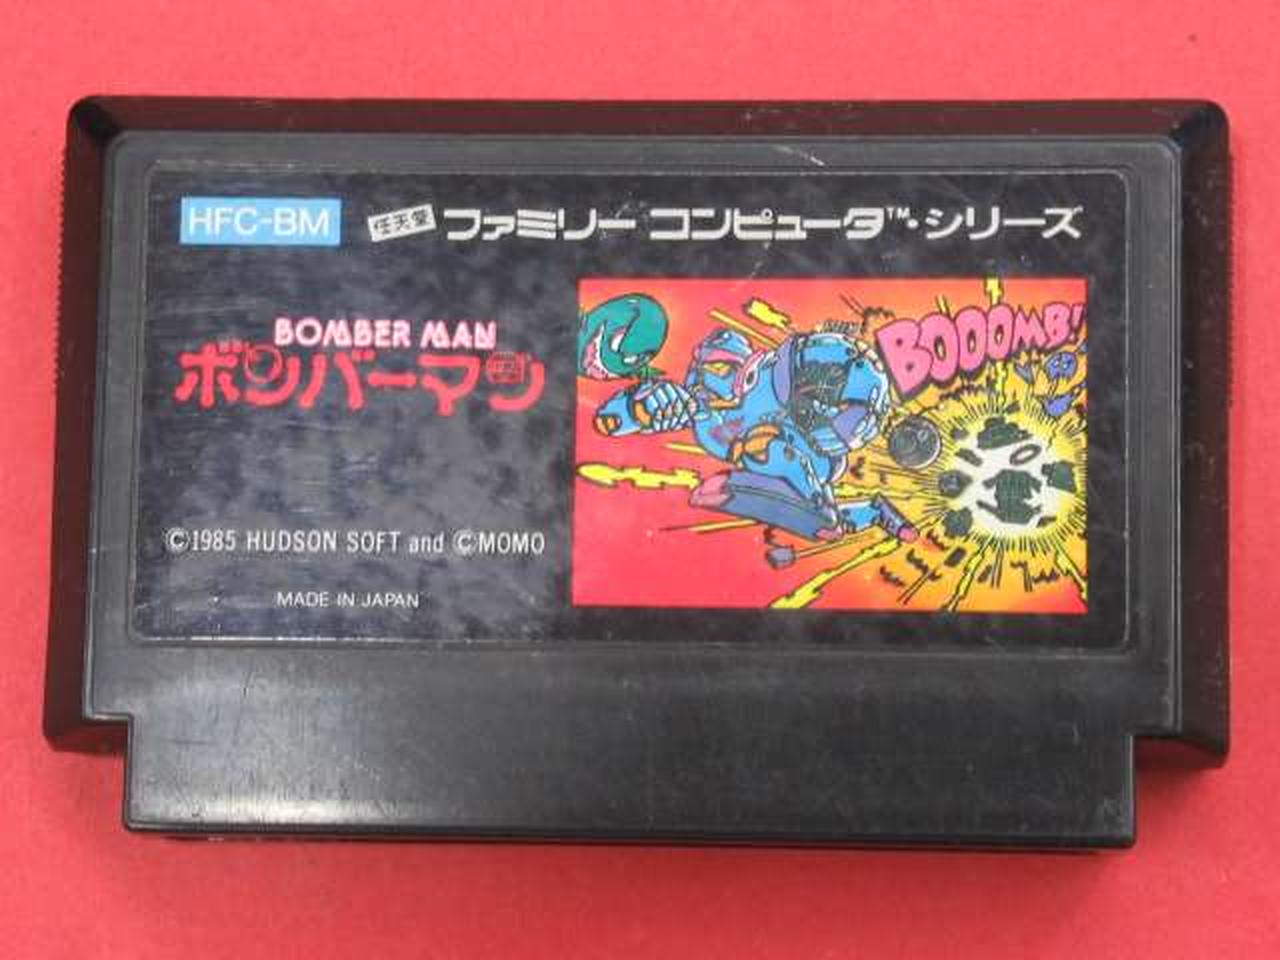 HFC-BM
任天堂 ファミリー コンピュータ™・シリーズ
BOMBER MAN
ボンバーマン
BOOOMB!
©1985 HUDSON SOFT and ©MOMO
MADE IN JAPAN